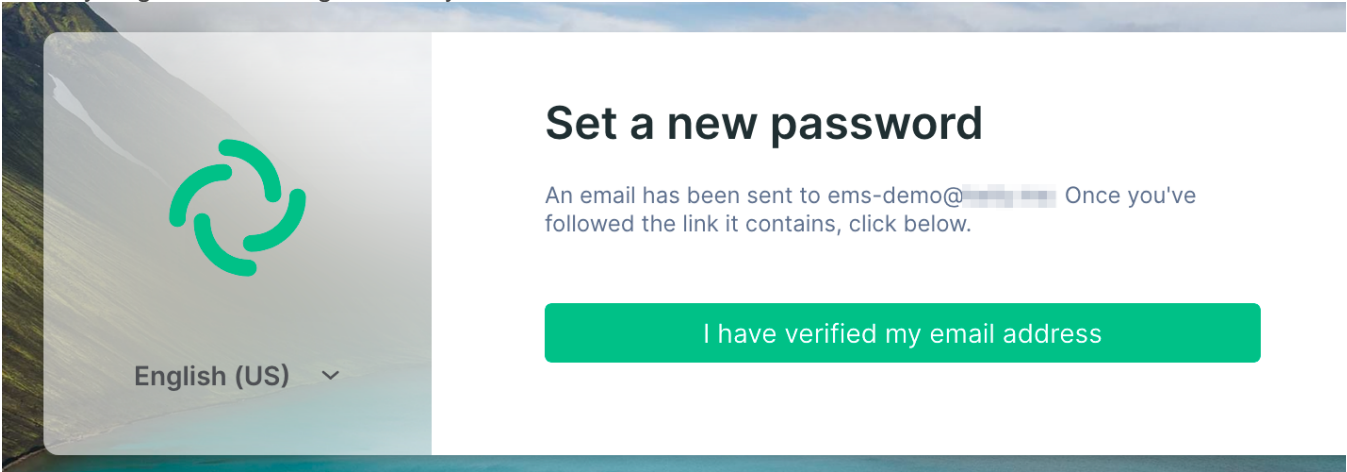 English (US)
Set a new password
An email has been sent to ems-demo@ Once you've
followed the link it contains, click below.
I have verified my email address